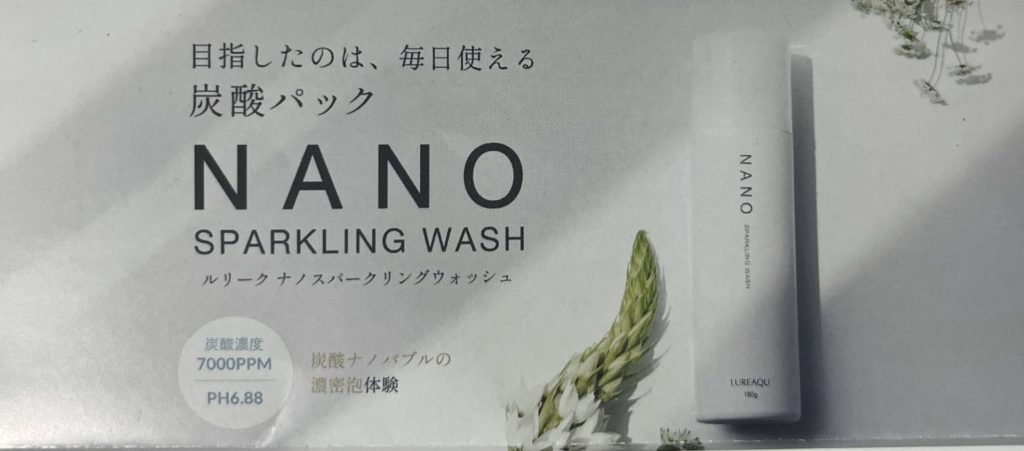 目指したのは、毎日使える
炭酸パック
NANO
SPARKLING WASH
ルリーク ナノスパークリングウォッシュ
炭酸濃度
7000PPM
PH6.88
炭酸ナノバブルの
濃密泡体験
NANO
SPARKLING WASH
LUREAQU
180g